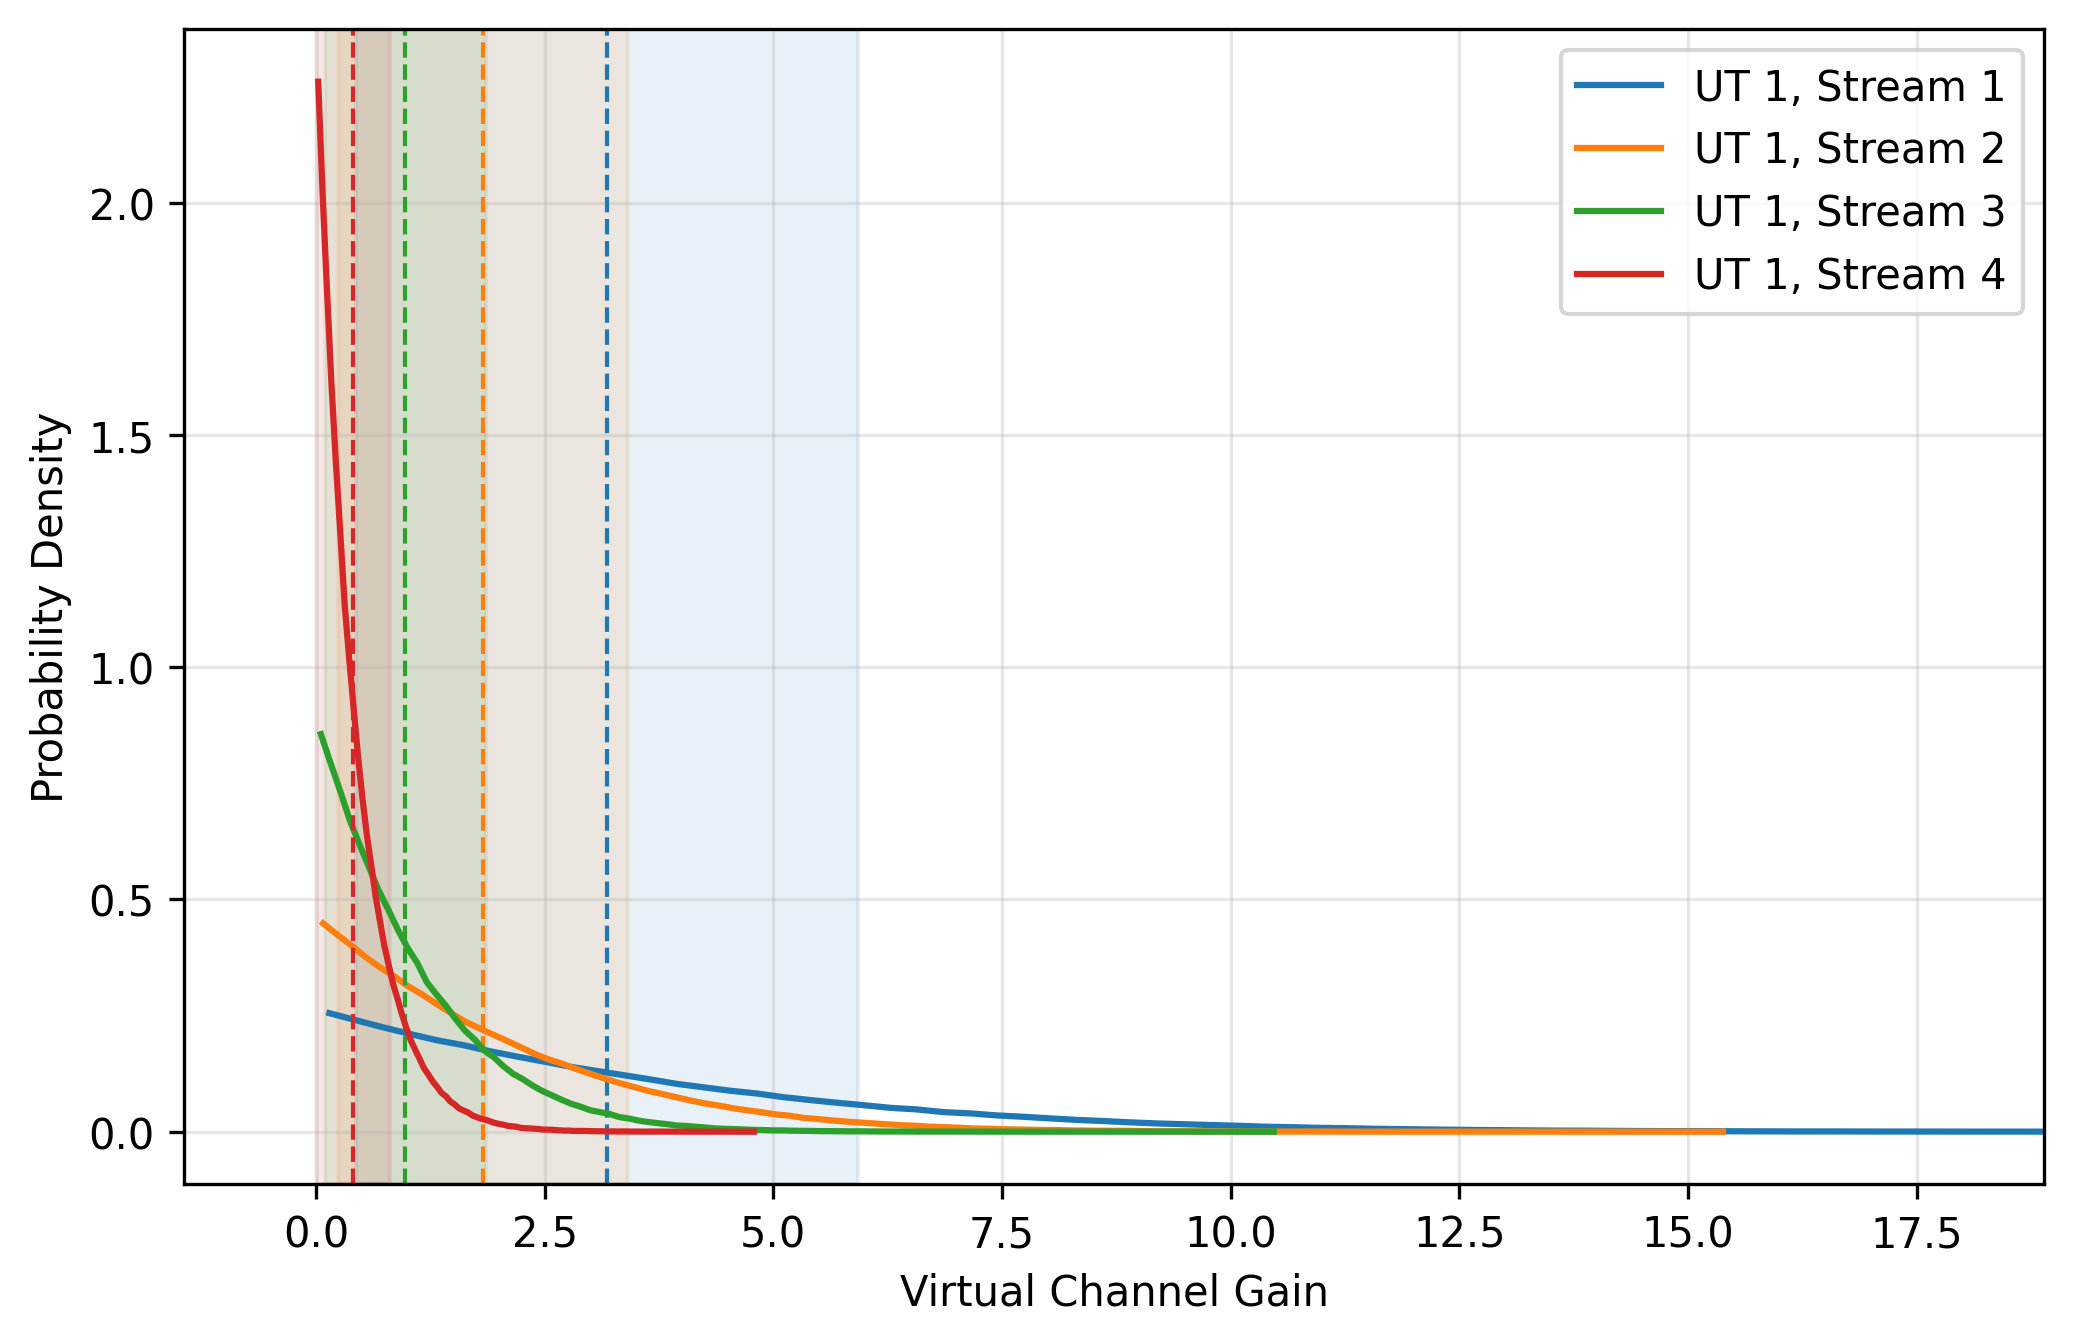 UT 1, Stream 1
UT 1, Stream 2
UT 1, Stream 3
UT 1, Stream 4
Probability Density
2.0
1.5
1.0
0.5
0.0
0.0 2.5 5.0 7.5 10.0 12.5 15.0 17.5
Virtual Channel Gain